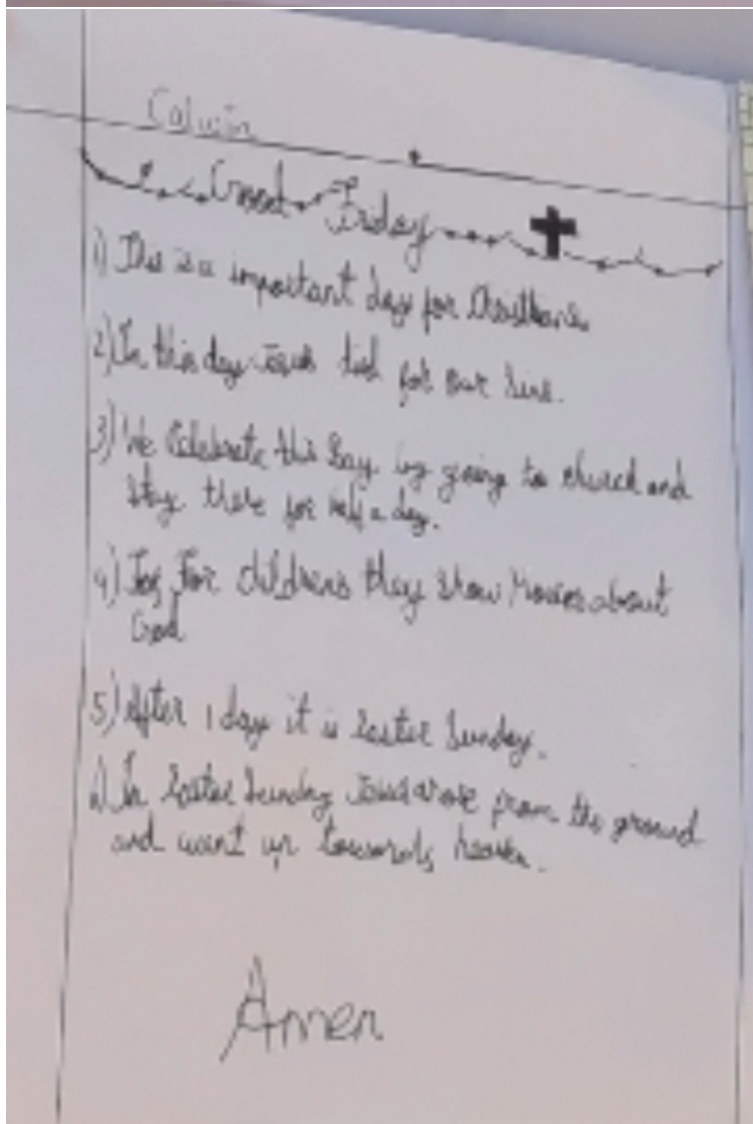 Calwin
Good Friday
1) This is a important day for Christians.
2) In this day Jesus died for our sins.
3) We Celebrate this Day by going to church and
stay there for half a day.
4) For childrens they show Movies about
God
5) After 1 day it is easter Sunday.
6) In Easter Sunday Jesus arose from the ground
and went up towards heaven.
Amen